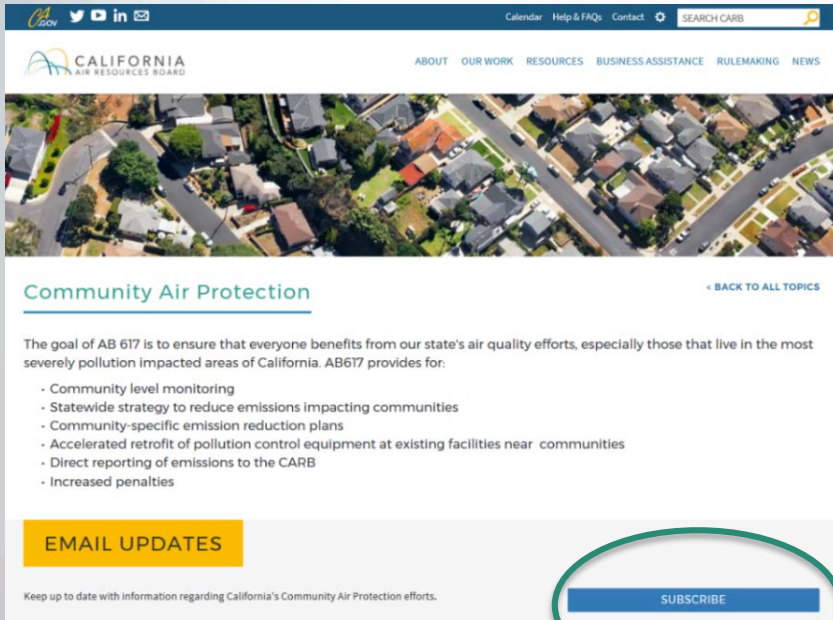 CA.GOV
Calendar Help & FAQs Contact SEARCH CARB
CALIFORNIA
AIR RESOURCES BOARD
ABOUT OUR WORK RESOURCES BUSINESS ASSISTANCE RULEMAKING NEWS
Community Air Protection
< BACK TO ALL TOPICS
The goal of AB 617 is to ensure that everyone benefits from our state's air quality efforts, especially those that live in the most
severely pollution impacted areas of California. AB617 provides for:
• Community level monitoring
• Statewide strategy to reduce emissions impacting communities
• Community-specific emission reduction plans
• Accelerated retrofit of pollution control equipment at existing facilities near communities
• Direct reporting of emissions to the CARB
• Increased penalties
EMAIL UPDATES
Keep up to date with information regarding California's Community Air Protection efforts.
SUBSCRIBE